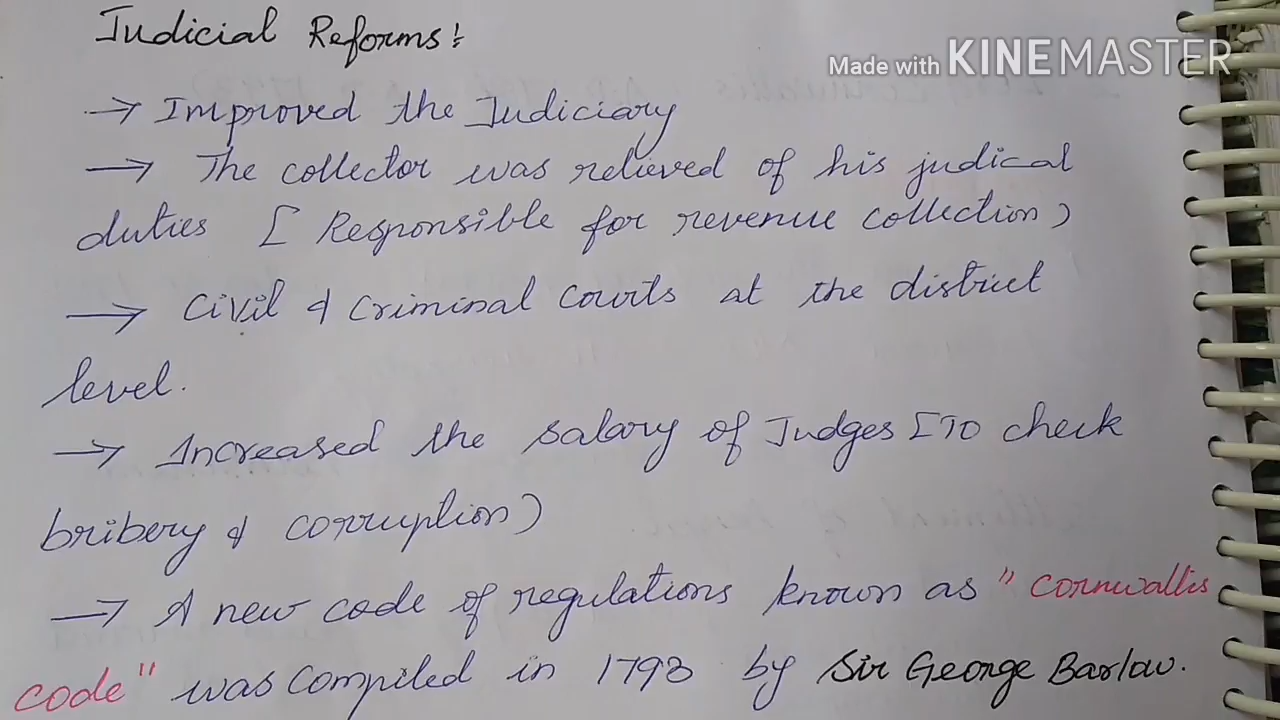 Judicial Reforms:
Made with KINEMASTER
→ Improved the Judiciary
→ The collector was relieved of his judical
duties [Responsible for revenue collection)
→ Civil & Criminal Courts at the district
level.
→ Increased the salary of Judges [To check
bribery & corruption)
→ A new code of regulations known as "Cornwallis
code" was compiled in 1793 by Sir George Barlow.